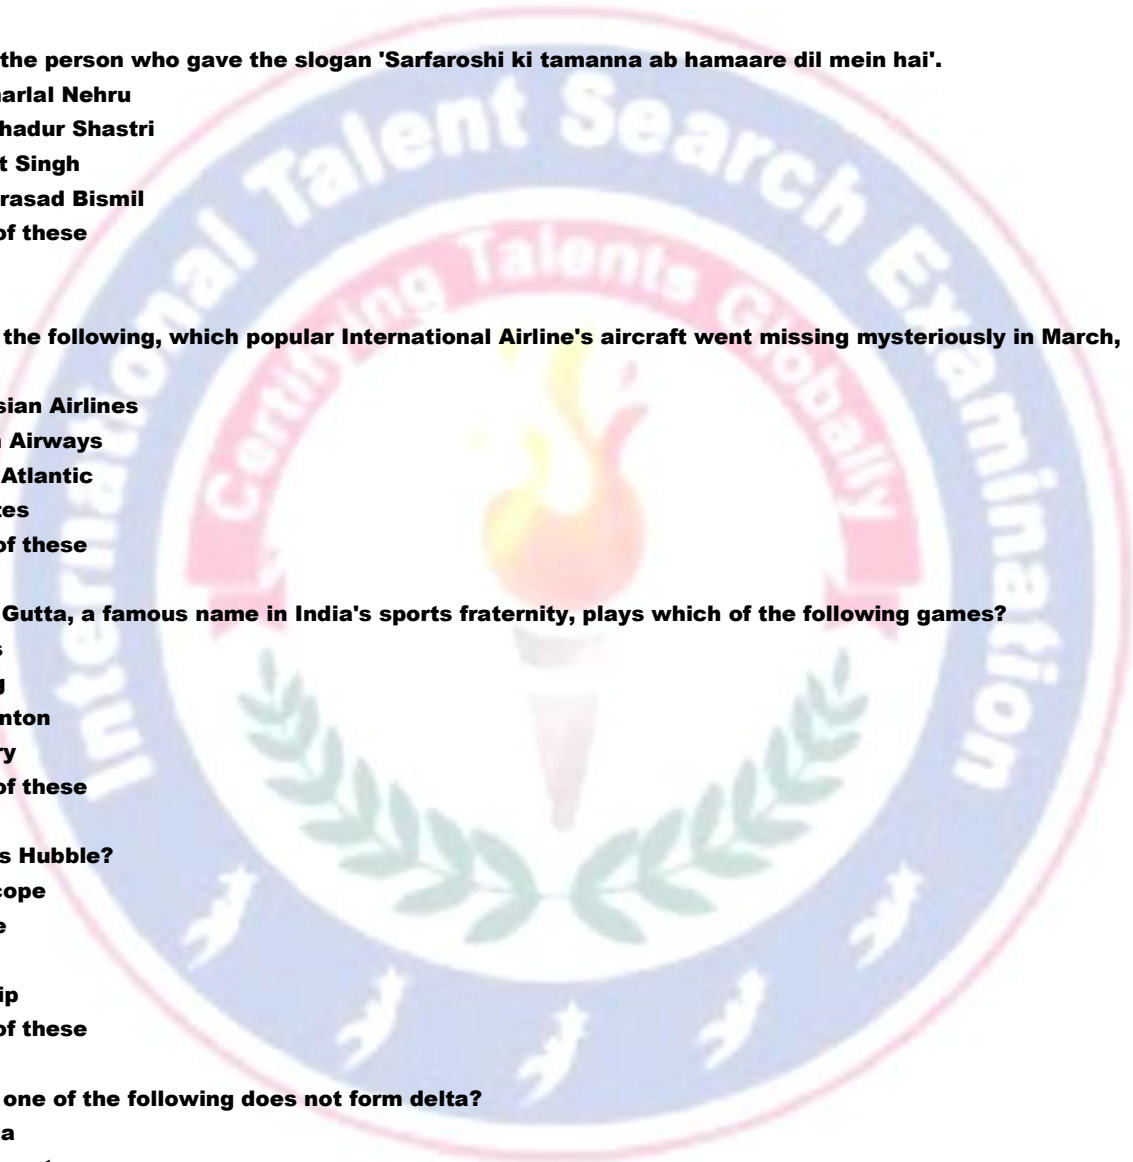 the person who gave the slogan 'Sarfaroshi ki tamanna ab hamaare dil mein hai'.
arlal Nehru
hadur Shastri
t Singh
rasad Bismil
of these
the following, which popular International Airline's aircraft went missing mysteriously in March,
sian Airlines
Airways
Atlantic
tes
of these
Gutta, a famous name in India's sports fraternity, plays which of the following games?
s
g
nton
ry
of these
s Hubble?
cope
e
ip
of these
one of the following does not form delta?
a
International Talent Search Examination
Certifying Talents Globally